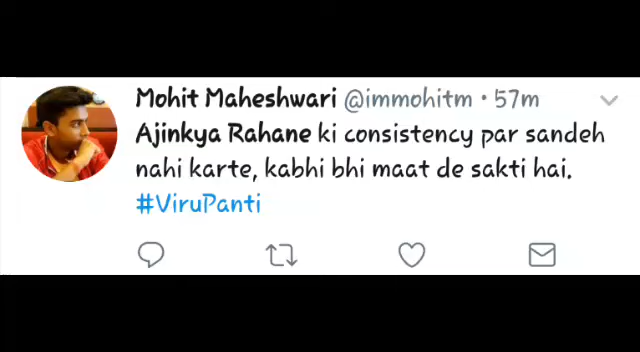 Mohit Maheshwari @immohitm • 57m
Ajinkya Rahane ki consistency par sandeh
nahi karte, kabhi bhi maat de sakti hai.
#ViruPanti